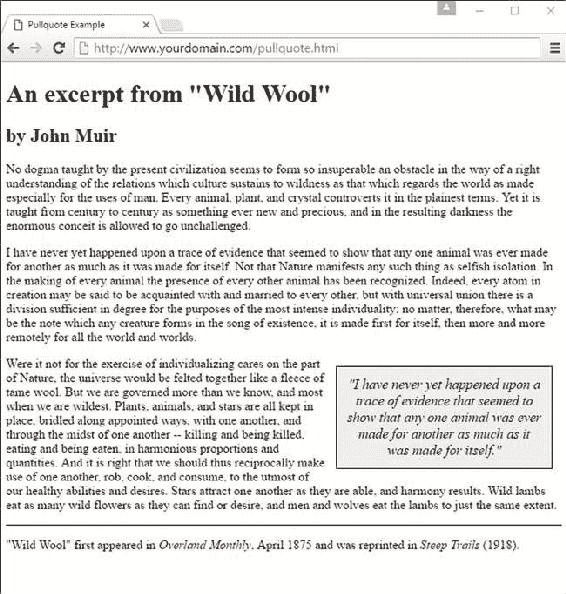 Pullquote Example
http://www.yourdomain.com/pullquote.html
An excerpt from "Wild Wool"
by John Muir
No dogma taught by the present civilization seems to form so insuperable an obstacle in the way of a right
understanding of the relations which culture sustains to wildness as that which regards the world as made
especially for the uses of man. Every animal, plant, and crystal controverts it in the plainest terms. Yet it is
taught from century to century as something ever new and precious, and in the resulting darkness the
enormous conceit is allowed to go unchallenged.
I have never yet happened upon a trace of evidence that seemed to show that any one animal was ever made
for another as much as it was made for itself. Not that Nature manifests any such thing as selfish isolation. In
the making of every animal the presence of every other animal has been recognized. Indeed, every atom in
creation may be said to be acquainted with and married to every other, but with universal union there is a
division sufficient in degree for the purposes of the most intense individuality; no matter, therefore, what may
be the note which any creature forms in the song of existence, it is made first for itself, then more and more
remotely for all the world and worlds.
Were it not for the exercise of individualizing cares on the part
of Nature, the universe would be felted together like a fleece of
tame wool. But we are governed more than we know, and most
when we are wildest. Plants, animals, and stars are all kept in
place, bridled along appointed ways, with one another, and
through the midst of one another -- killing and being killed,
eating and being eaten, in harmonious proportions and
quantities. And it is right that we should thus reciprocally make
use of one another, rob, cook, and consume, to the utmost of
our healthy abilities and desires. Stars attract one another as they are able, and harmony results. Wild lambs
eat as many wild flowers as they can find or desire, and men and wolves eat the lambs to just the same extent.
"I have never yet happened upon a
trace of evidence that seemed to
show that any one animal was ever
made for another as much as it
was made for itself."
"Wild Wool" first appeared in Overland Monthly, April 1875 and was reprinted in Steep Trails (1918).